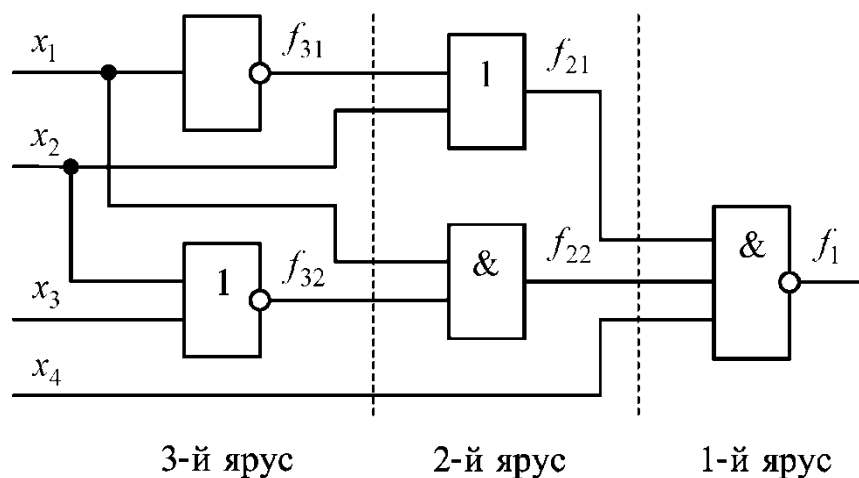 x1 f31 1 f21
x2
& f1
x3 1 f32 & f22
x4
3-й ярус 2-й ярус 1-й ярус